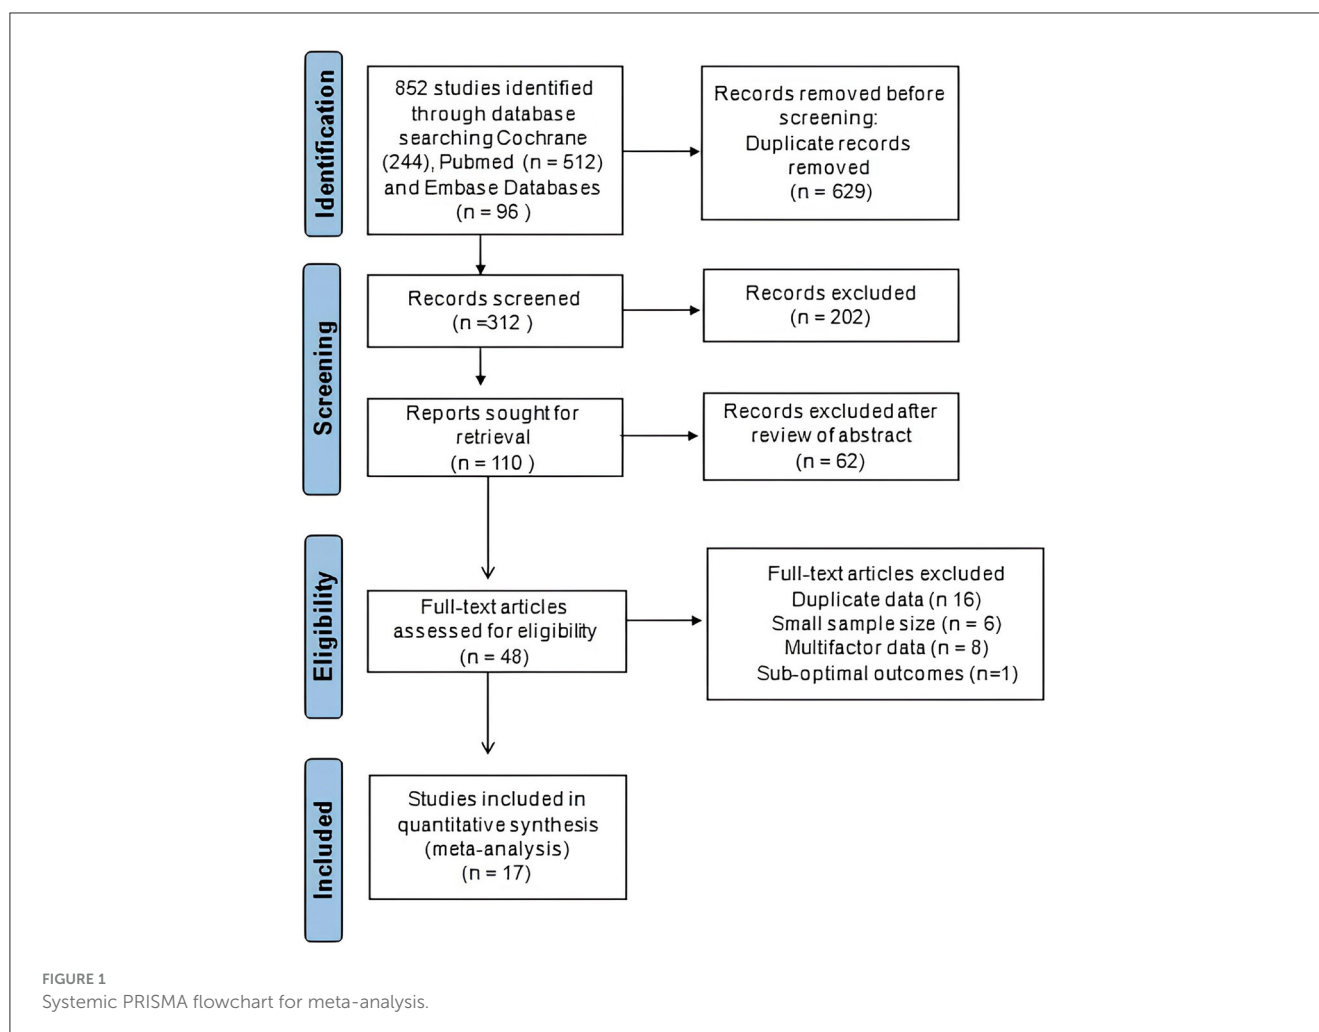 Identification
852 studies identified
through database
searching Cochrane
(244), Pubmed (n = 512)
and Embase Databases
(n = 96 )
Records removed before
screening:
Duplicate records
removed
(n = 629)
Screening
Records screened
(n =312 )
Records excluded
(n = 202)
Reports sought for
retrieval
(n = 110 )
Records excluded after
review of abstract
(n = 62)
Eligibility
Full-text articles
assessed for eligibility
(n = 48)
Full-text articles excluded
Duplicate data (n 16)
Small sample size (n = 6)
Multifactor data (n = 8)
Sub-optimal outcomes (n=1)
Included
Studies included in
quantitative synthesis
(meta-analysis)
(n = 17)
FIGURE 1
Systemic PRISMA flowchart for meta-analysis.